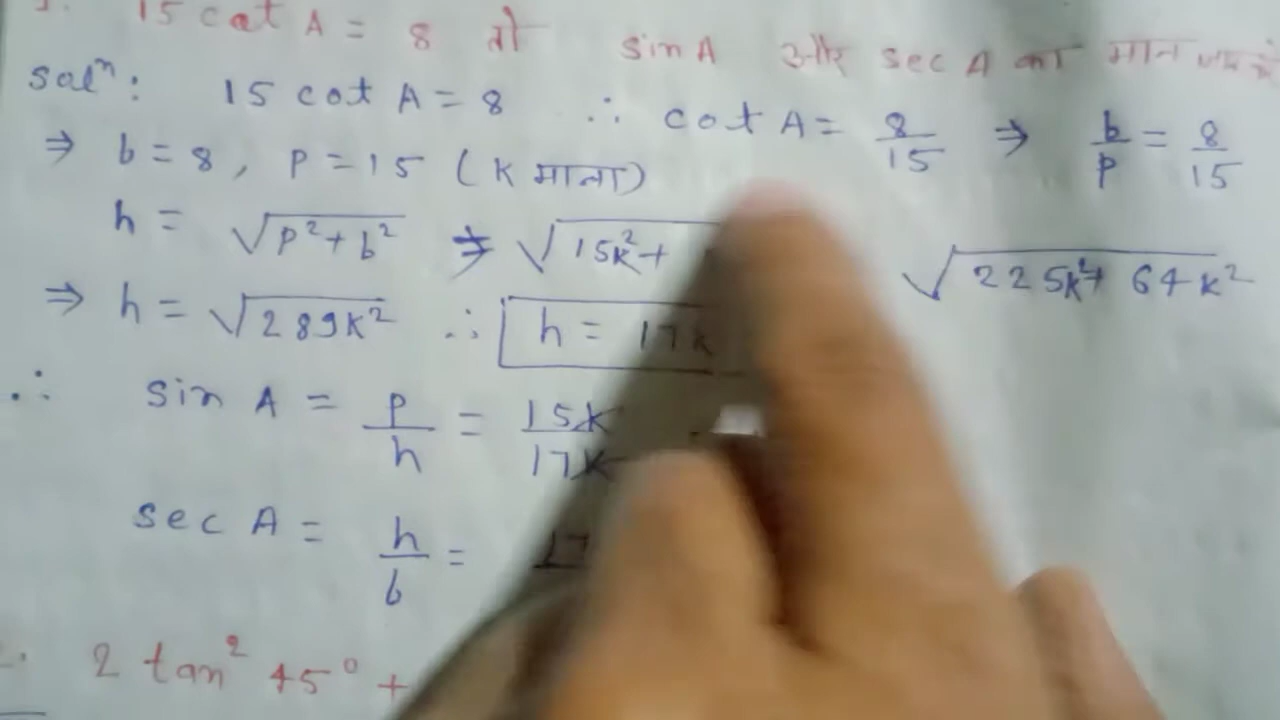 15 cot A = 8 तो sin A और sec A का मान
Solⁿ: 15 cot A = 8 ∴ cot A = 8/15 ⇒ b/p = 8/15
⇒ b = 8, P = 15 (K माना)
h = √P²+b² ⇒ √15K²+ √225K²+ 64K²
⇒ h = √289K² ∴ h = 17K
∴ sin A = P/h = 15K/17K
sec A = h/b = 17
2 tan² 45° +